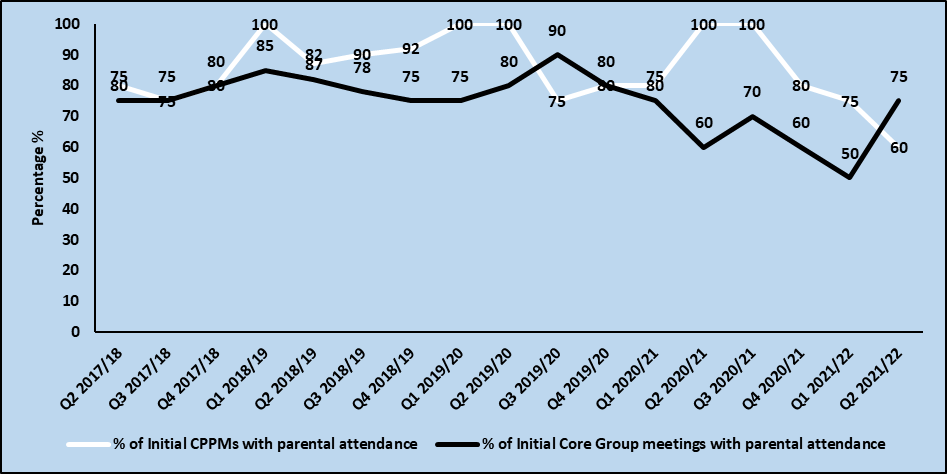 100
90
80
70
60
50
40
30
20
10
0
Percentage %
75 75 80 100 82 90 92 100 100 90 80 75 100 100 80 75 75
80 75 80 85 87 78 75 75 80 75 80 80 60 70 60 50 60
Q2 2017/18
Q3 2017/18
Q4 2017/18
Q1 2018/19
Q2 2018/19
Q3 2018/19
Q4 2018/19
Q1 2019/20
Q2 2019/20
Q3 2019/20
Q4 2019/20
Q1 2020/21
Q2 2020/21
Q3 2020/21
Q4 2020/21
Q1 2021/22
Q2 2021/22
% of Initial CPPMs with parental attendance % of Initial Core Group meetings with parental attendance